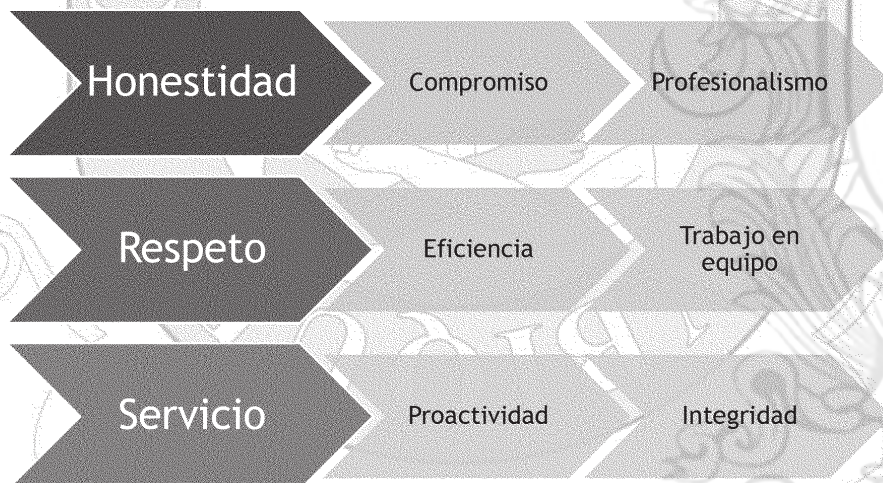 Honestidad
Compromiso
Profesionalismo
Respeto
Eficiencia
Trabajo en
equipo
Servicio
Proactividad
Integridad